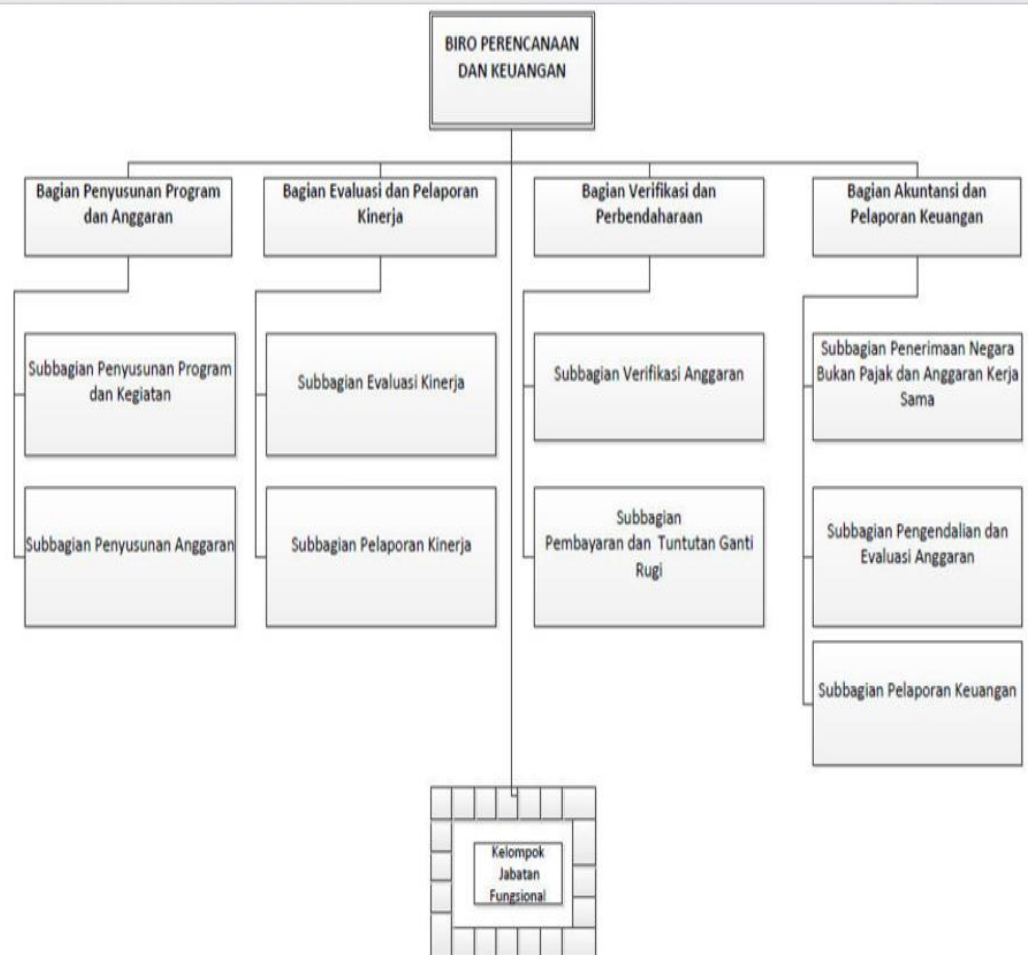 BIRO PERENCANAAN
DAN KEUANGAN
Bagian Penyusunan Program
dan Anggaran
Bagian Evaluasi dan Pelaporan
Kinerja
Bagian Verifikasi dan
Perbendaharaan
Bagian Akuntansi dan
Pelaporan Keuangan
Subbagian Penyusunan Program
dan Kegiatan
Subbagian Evaluasi Kinerja
Subbagian Verifikasi Anggaran
Subbagian Penerimaan Negara
Bukan Pajak dan Anggaran Kerja
Sama
Subbagian Penyusunan Anggaran
Subbagian Pelaporan Kinerja
Subbagian
Pembayaran dan Tuntutan Ganti
Rugi
Subbagian Pengendalian dan
Evaluasi Anggaran
Subbagian Pelaporan Keuangan
Kelompok
Jabatan
Fungsional